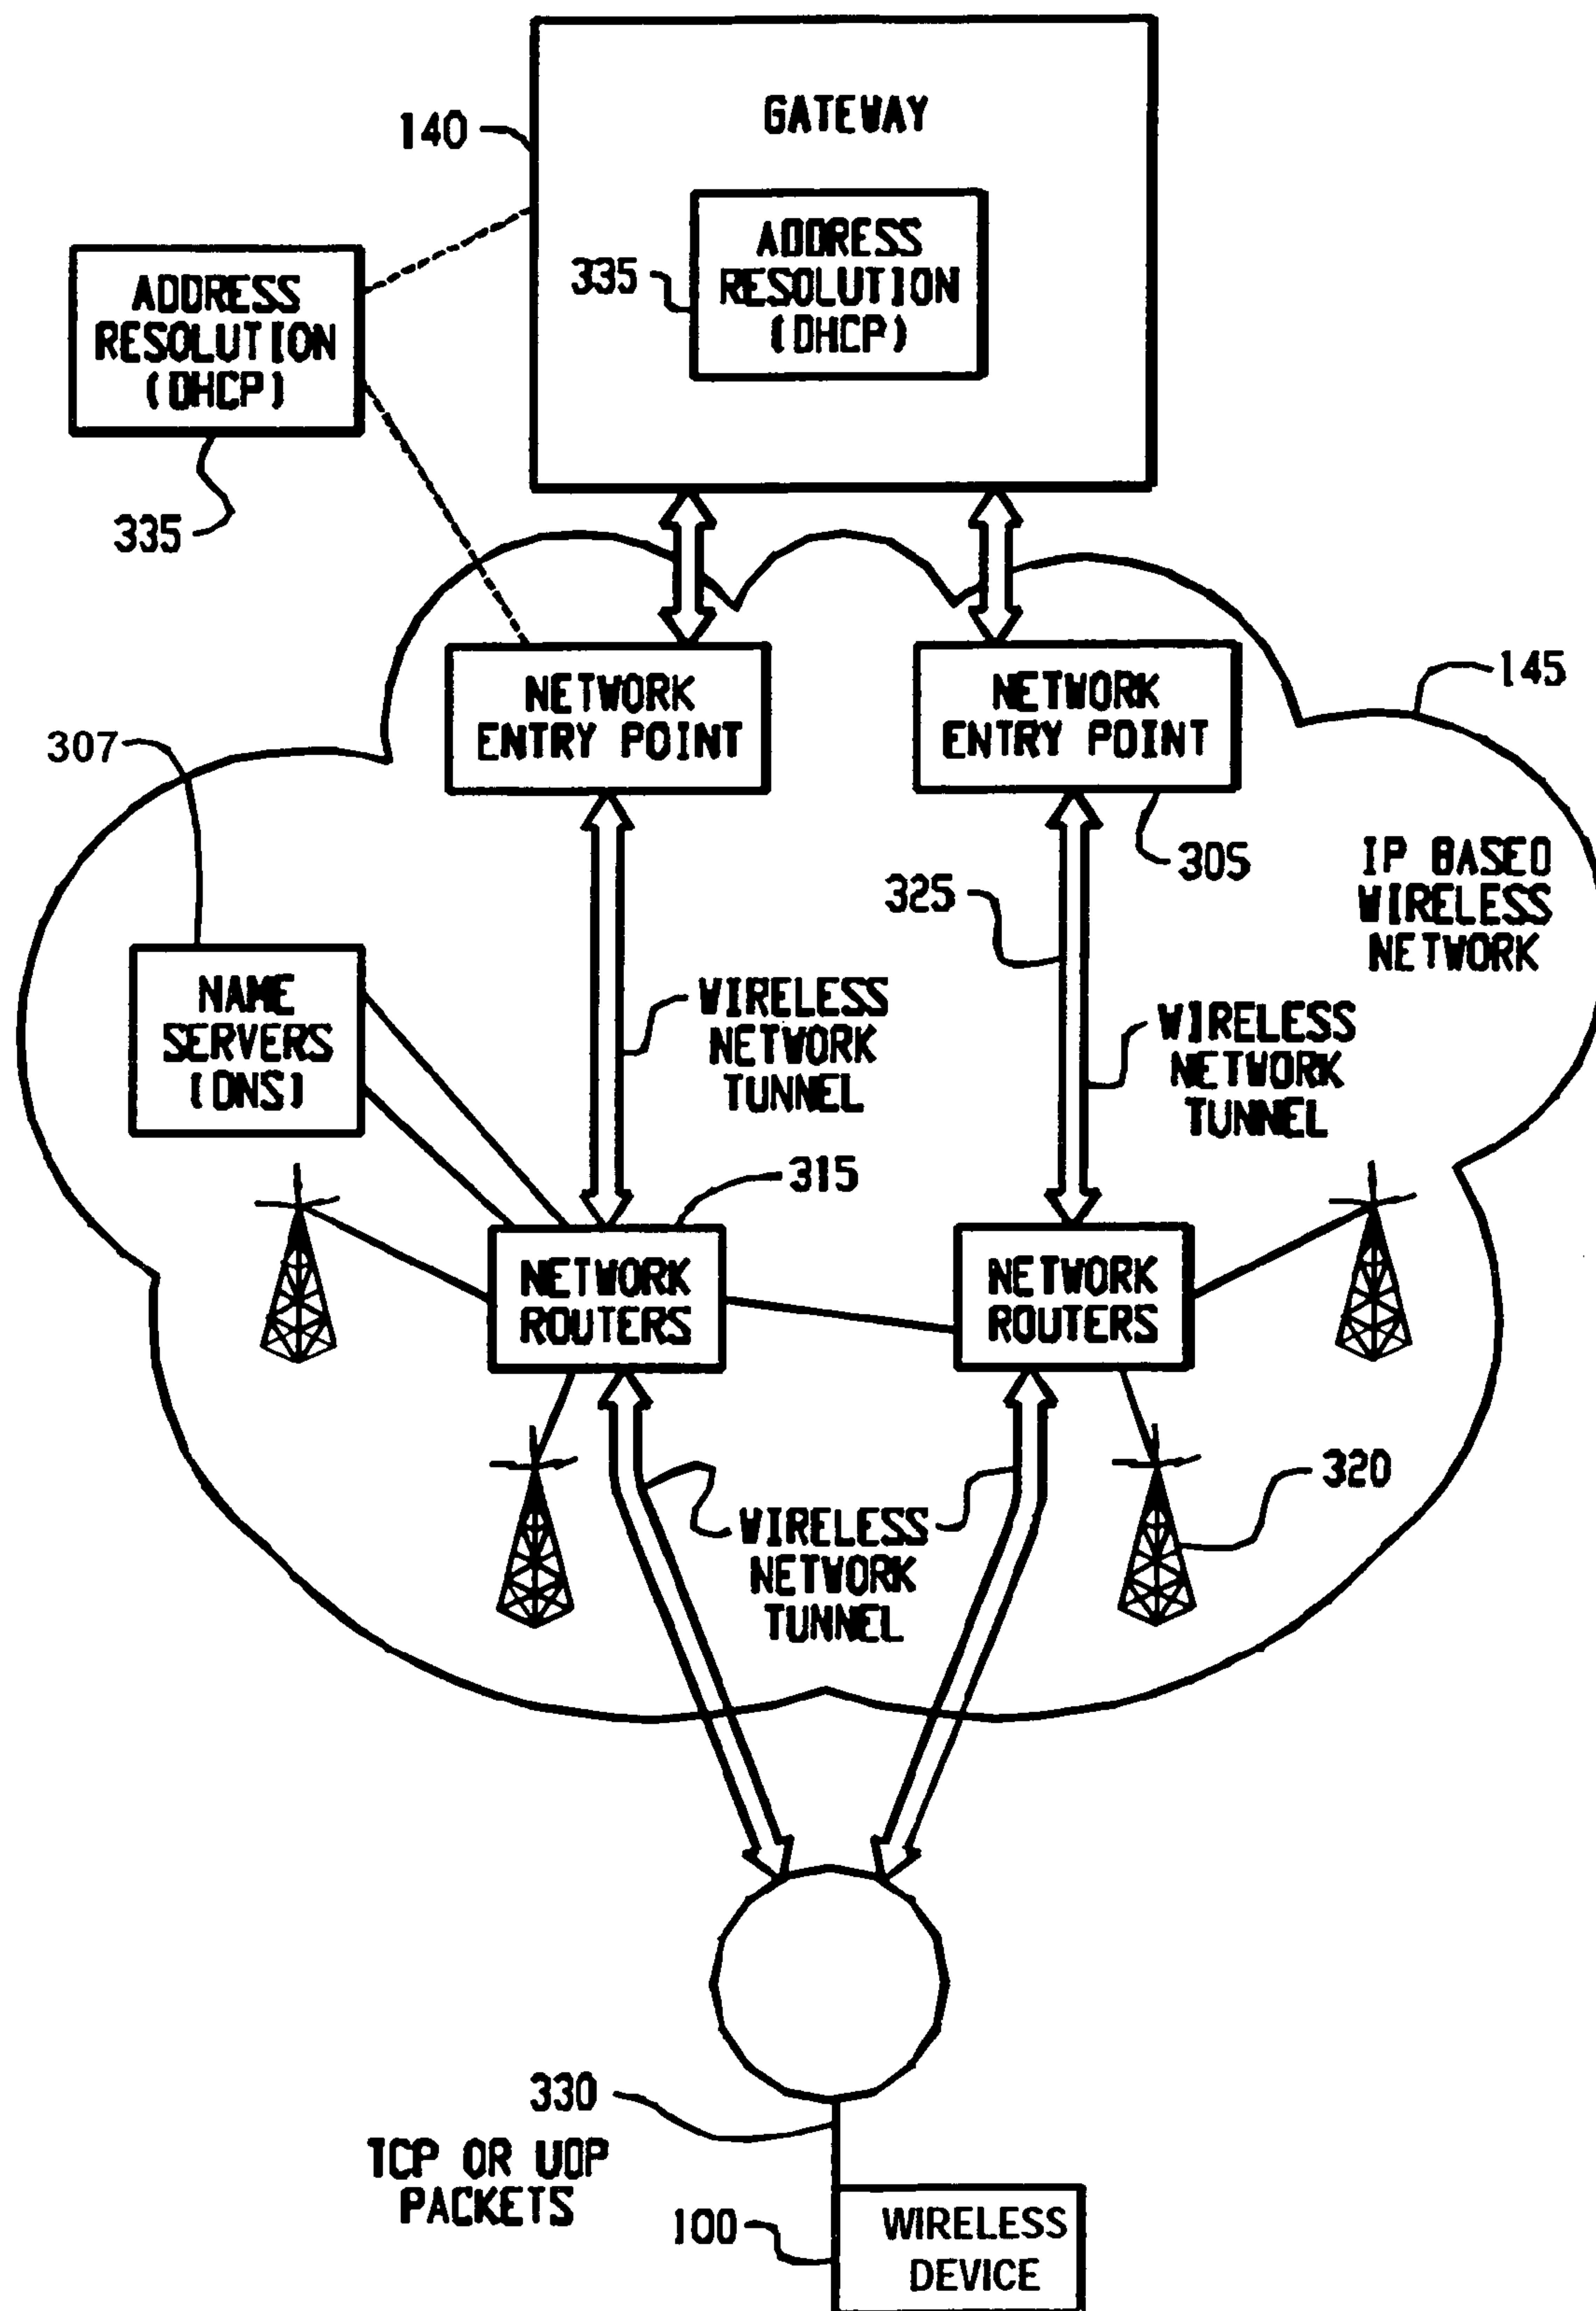 GATEWAY
140
ADDRESS
RESOLUTION
(DHCP)
335
ADDRESS
RESOLUTION
(DHCP)
335
NETWORK
ENTRY POINT
NETWORK
ENTRY POINT
145
307
305
325
IP BASED
WIRELESS
NETWORK
NAME
SERVERS
(DNS)
WIRELESS
NETWORK
TUNNEL
WIRELESS
NETWORK
TUNNEL
315
NETWORK
ROUTERS
NETWORK
ROUTERS
320
WIRELESS
NETWORK
TUNNEL
330
TCP OR UDP
PACKETS
100
WIRELESS
DEVICE